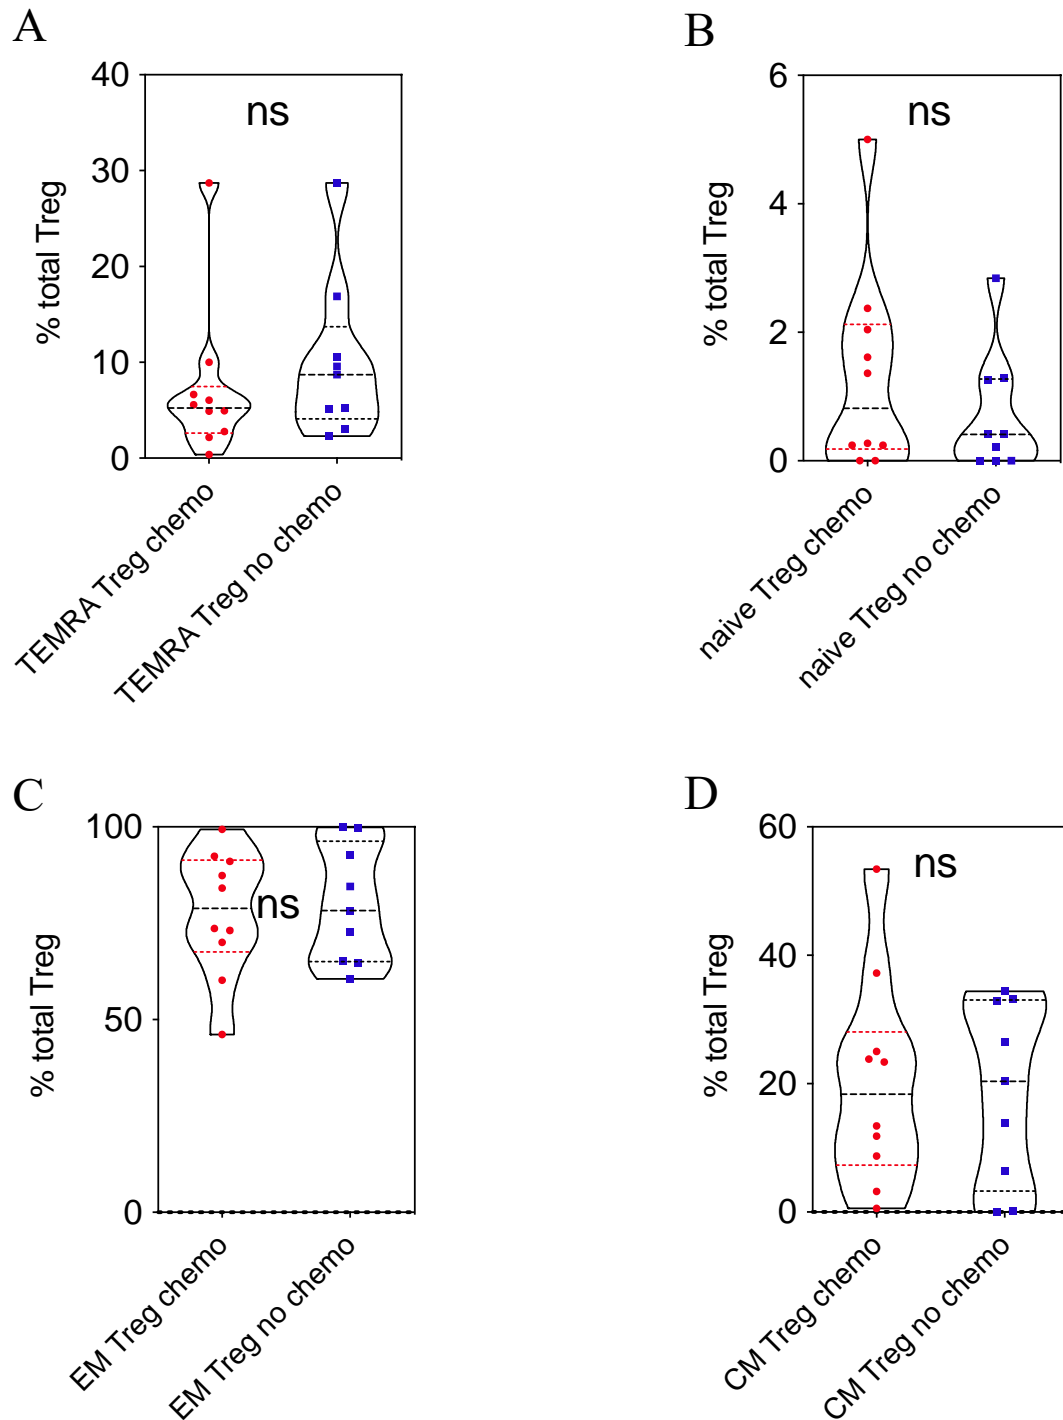 A
% total Treg
40
30
20
10
0
ns
TEMRA Treg chemo
TEMRA Treg no chemo
B
% total Treg
6
4
2
0
ns
naive Treg chemo
naive Treg no chemo
C
% total Treg
100
50
0
ns
EM Treg chemo
EM Treg no chemo
D
% total Treg
60
40
20
0
ns
CM Treg chemo
CM Treg no chemo